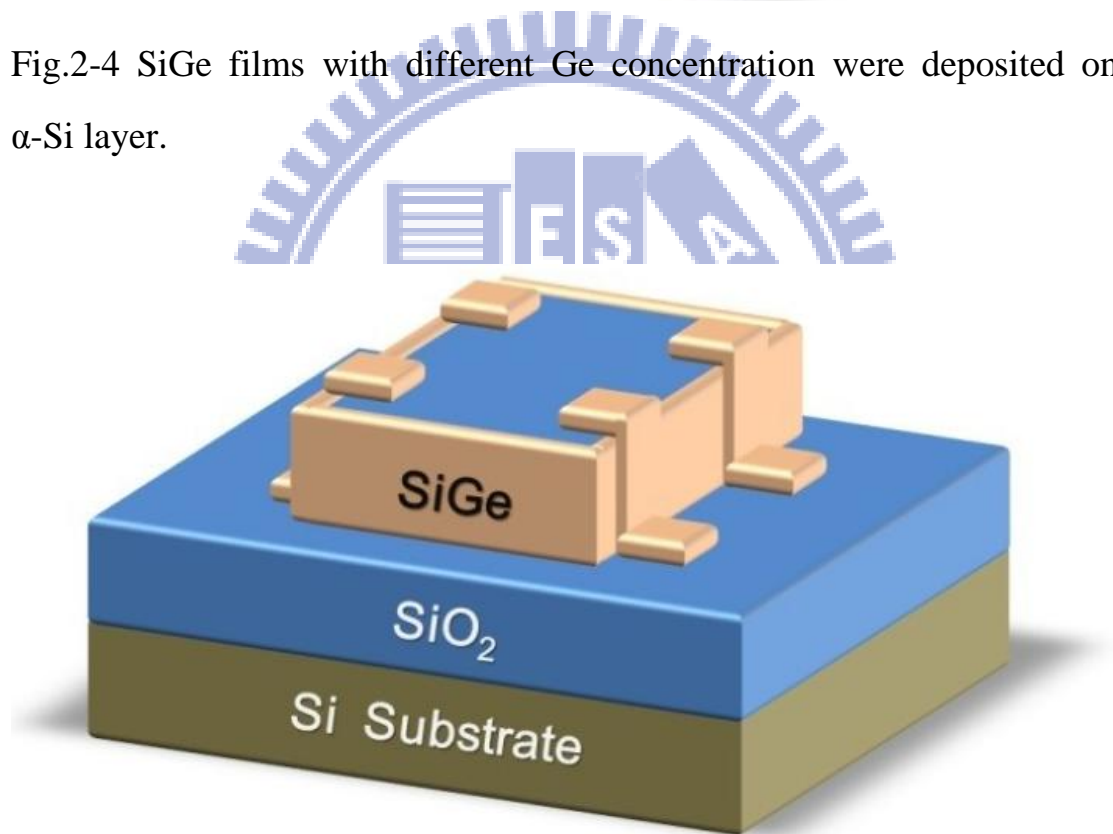 Fig.2-4 SiGe films with different Ge concentration were deposited on
α-Si layer.
E S A
SiGe
SiO₂
Si Substrate